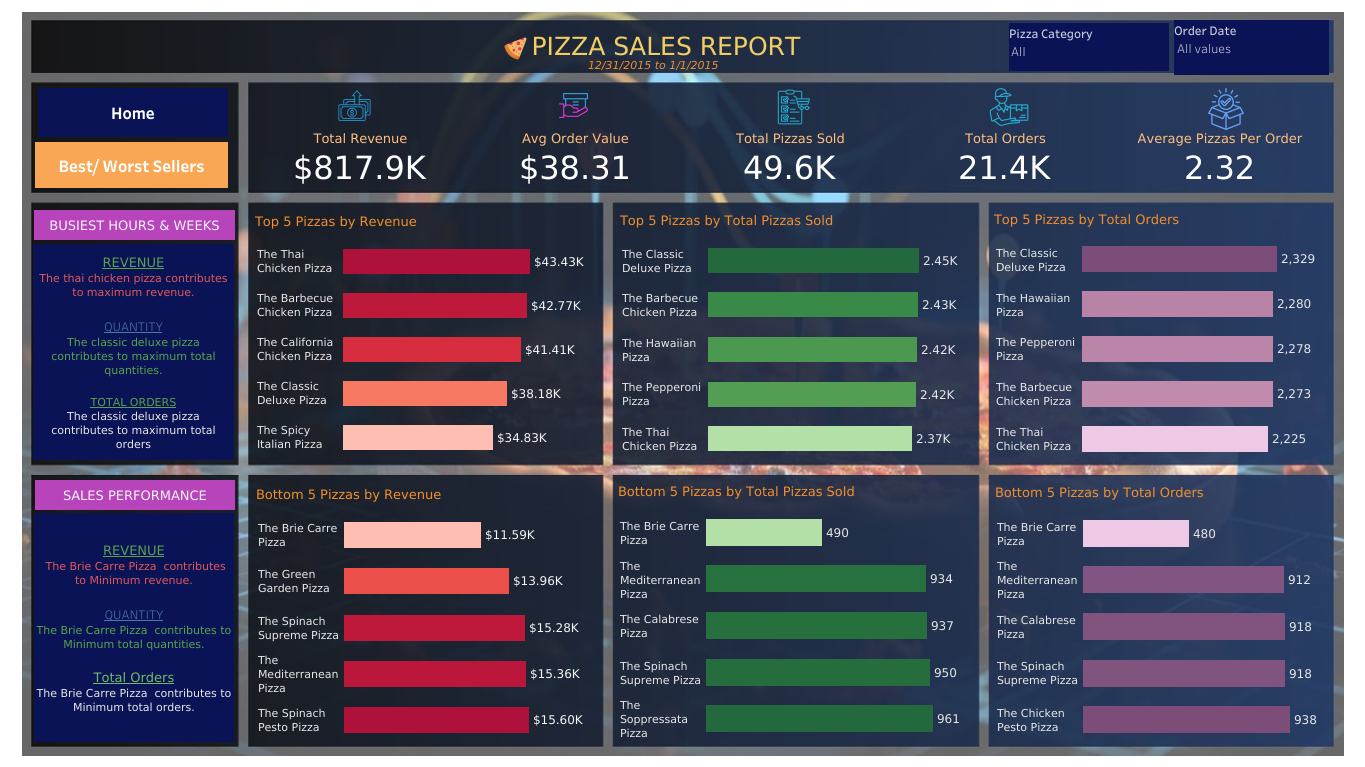 PIZZA SALES REPORT
12/31/2015 to 1/1/2015
Pizza Category
All
Order Date
All values
Home
Best/ Worst Sellers
Total Revenue
$817.9K
Avg Order Value
$38.31
Total Pizzas Sold
49.6K
Total Orders
21.4K
Average Pizzas Per Order
2.32
BUSIEST HOURS & WEEKS
REVENUE
The thai chicken pizza contributes
to maximum revenue.
QUANTITY
The classic deluxe pizza
contributes to maximum total
quantities.
TOTAL ORDERS
The classic deluxe pizza
contributes to maximum total
orders
Top 5 Pizzas by Revenue
The Thai
Chicken Pizza
$43.43K
The Barbecue
Chicken Pizza
$42.77K
The California
Chicken Pizza
$41.41K
The Classic
Deluxe Pizza
$38.18K
The Spicy
Italian Pizza
$34.83K
Top 5 Pizzas by Total Pizzas Sold
The Classic
Deluxe Pizza
2.45K
The Barbecue
Chicken Pizza
2.43K
The Hawaiian
Pizza
2.42K
The Pepperoni
Pizza
2.42K
The Thai
Chicken Pizza
2.37K
Top 5 Pizzas by Total Orders
The Classic
Deluxe Pizza
2,329
The Hawaiian
Pizza
2,280
The Pepperoni
Pizza
2,278
The Barbecue
Chicken Pizza
2,273
The Thai
Chicken Pizza
2,225
SALES PERFORMANCE
REVENUE
The Brie Carre Pizza  contributes
to Minimum revenue.
QUANTITY
The Brie Carre Pizza  contributes to
Minimum total quantities.
Total Orders
The Brie Carre Pizza  contributes to
Minimum total orders.
Bottom 5 Pizzas by Revenue
The Brie Carre
Pizza
$11.59K
The Green
Garden Pizza
$13.96K
The Spinach
Supreme Pizza
$15.28K
The
Mediterranean
Pizza
$15.36K
The Spinach
Pesto Pizza
$15.60K
Bottom 5 Pizzas by Total Pizzas Sold
The Brie Carre
Pizza
490
The
Mediterranean
Pizza
934
The Calabrese
Pizza
937
The Spinach
Supreme Pizza
950
The
Soppressata
Pizza
961
Bottom 5 Pizzas by Total Orders
The Brie Carre
Pizza
480
The
Mediterranean
Pizza
912
The Calabrese
Pizza
918
The Spinach
Supreme Pizza
918
The Chicken
Pesto Pizza
938